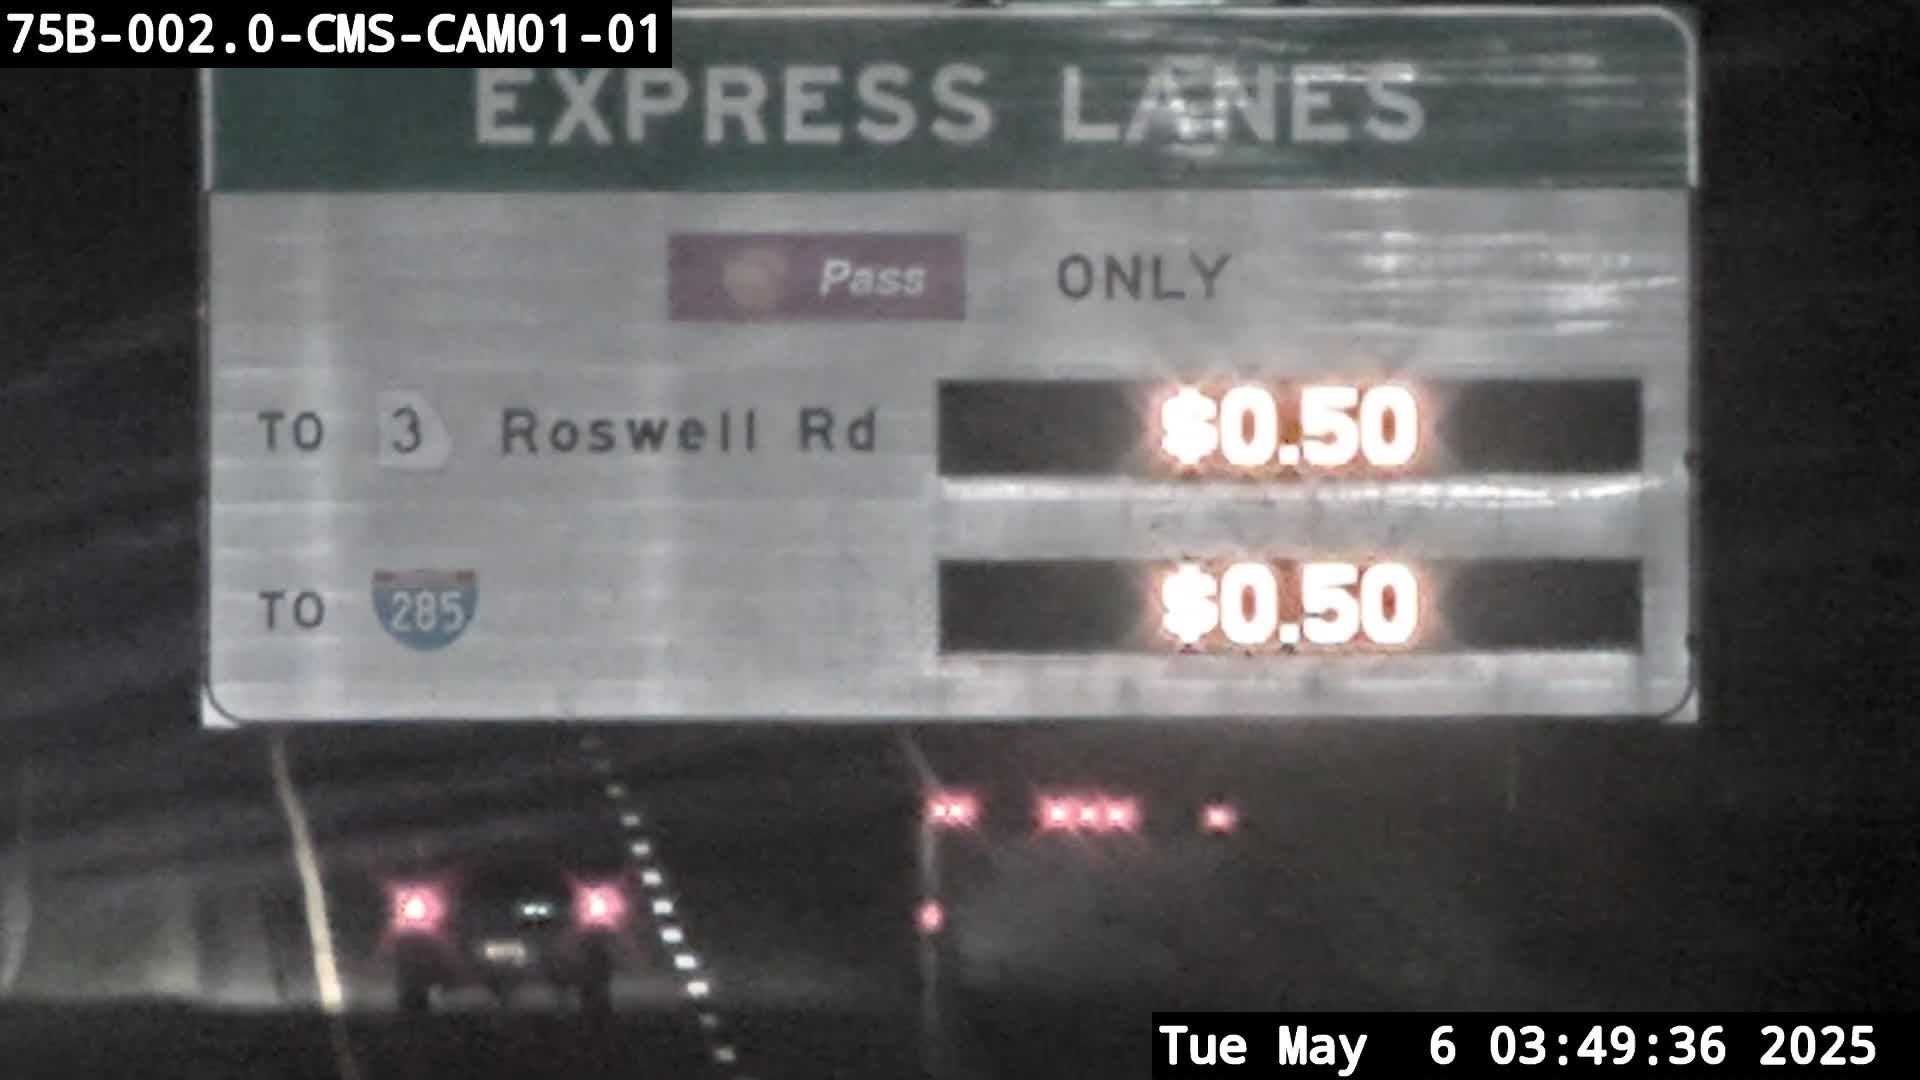 75B-002.0-CMS-CAM01-01
EXPRESS LANES
Pass ONLY
TO 3 Roswell Rd $0.50
TO 285 $0.50
Tue May 6 03:49:36 2025